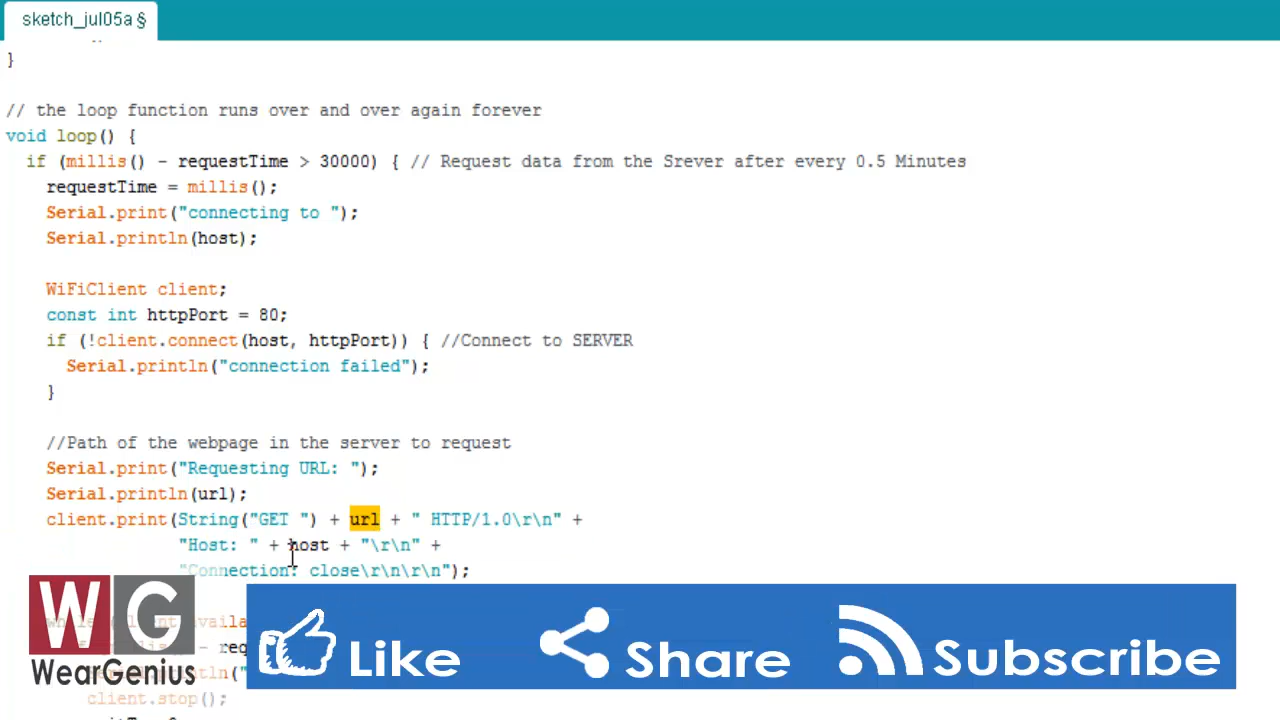 sketch_jul05a §
}
// the loop function runs over and over again forever
void loop() {
if (millis() - requestTime > 30000) { // Request data from the Srever after every 0.5 Minutes
requestTime = millis();
Serial.print("connecting to ");
Serial.println(host);
WiFiClient client;
const int httpPort = 80;
if (!client.connect(host, httpPort)) { //Connect to SERVER
Serial.println("connection failed");
}
//Path of the webpage in the server to request
Serial.print("Requesting URL: ");
Serial.println(url);
client.print(String("GET ") + url + " HTTP/1.0\r\n" +
"Host: " + host + "\r\n" +
"Connection: close\r\n\r\n");
client.stop();
WG
WearGenius
Like
Share
Subscribe